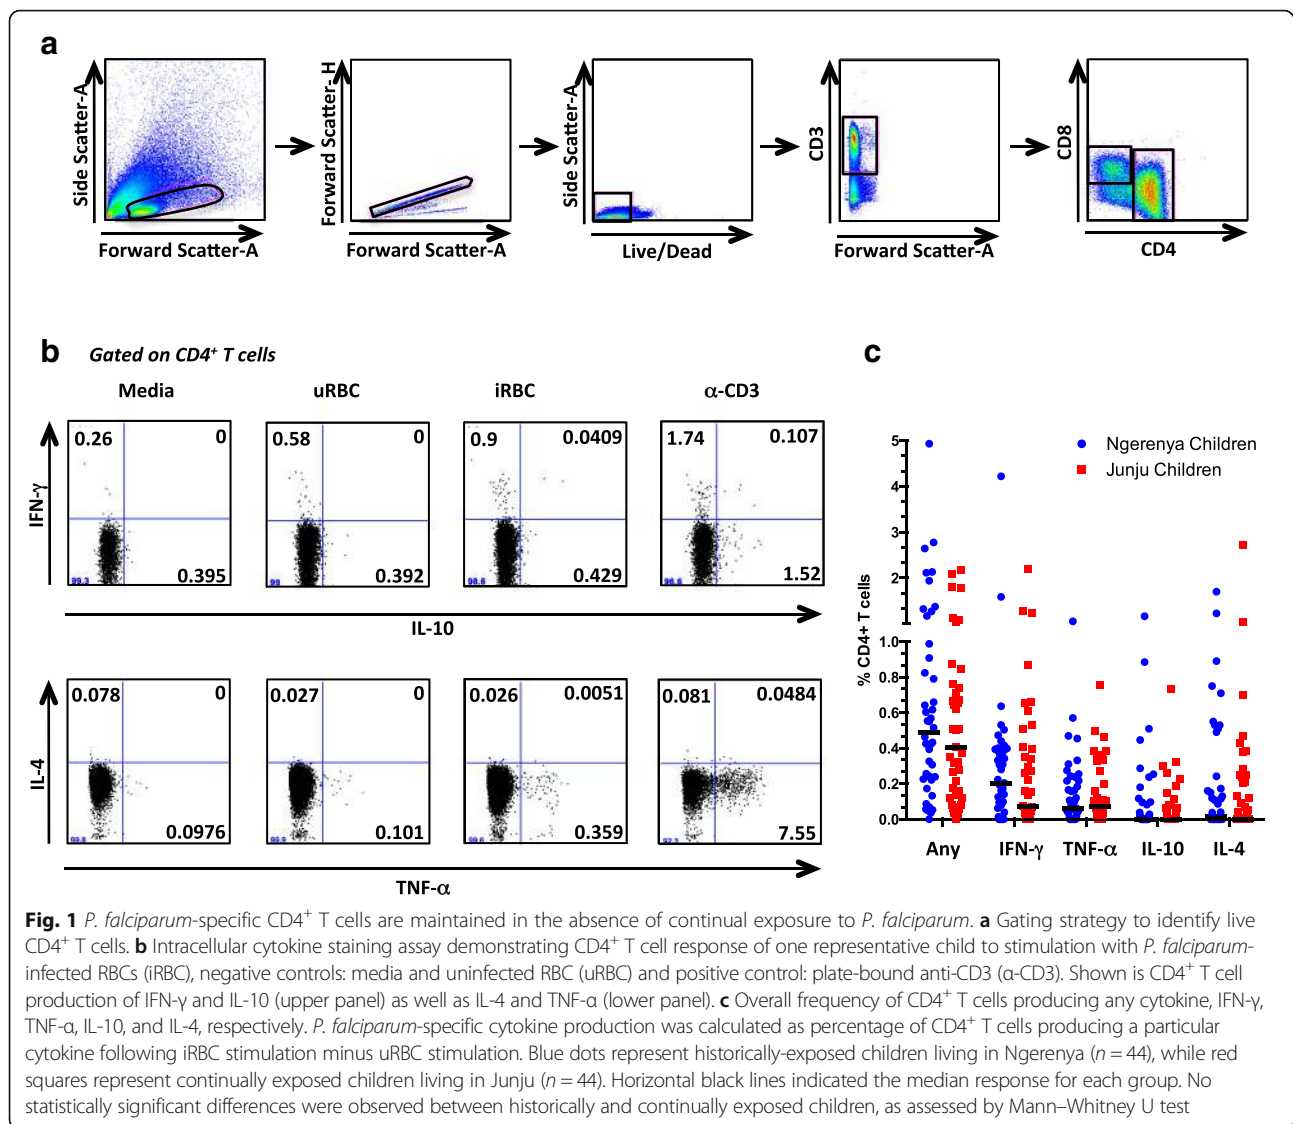 a
Side Scatter-A
Forward Scatter-A
Forward Scatter- H
Forward Scatter-A
Side Scatter-A
Live/Dead
CD3
Forward Scatter-A
CD8
CD4
b Gated on CD4+ T cells
Media uRBC iRBC α-CD3
IFN-γ
0.26 0 0.58 0 0.9 0.0409 1.74 0.107
99.3 0.395 99 0.392 98.6 0.429 96.6 1.52
IL-10
IL-4
0.078 0 0.027 0 0.026 0.0051 0.081 0.0484
0.0976 0.101 0.359 7.55
TNF-α
c
Ngerenya Children
Junju Children
% CD4+ T cells
5
4
3
2
1.0
0.8
0.6
0.4
0.2
0.0
Any IFN-γ TNF-α IL-10 IL-4
Fig. 1 P. falciparum-specific CD4+ T cells are maintained in the absence of continual exposure to P. falciparum. a Gating strategy to identify live
CD4+ T cells. b Intracellular cytokine staining assay demonstrating CD4+ T cell response of one representative child to stimulation with P. falciparum-
infected RBCs (iRBC), negative controls: media and uninfected RBC (uRBC) and positive control: plate-bound anti-CD3 (α-CD3). Shown is CD4+ T cell
production of IFN-γ and IL-10 (upper panel) as well as IL-4 and TNF-α (lower panel). c Overall frequency of CD4+ T cells producing any cytokine, IFN-γ,
TNF-α, IL-10, and IL-4, respectively. P. falciparum-specific cytokine production was calculated as percentage of CD4+ T cells producing a particular
cytokine following iRBC stimulation minus uRBC stimulation. Blue dots represent historically-exposed children living in Ngerenya (n = 44), while red
squares represent continually exposed children living in Junju (n = 44). Horizontal black lines indicated the median response for each group. No
statistically significant differences were observed between historically and continually exposed children, as assessed by Mann–Whitney U test